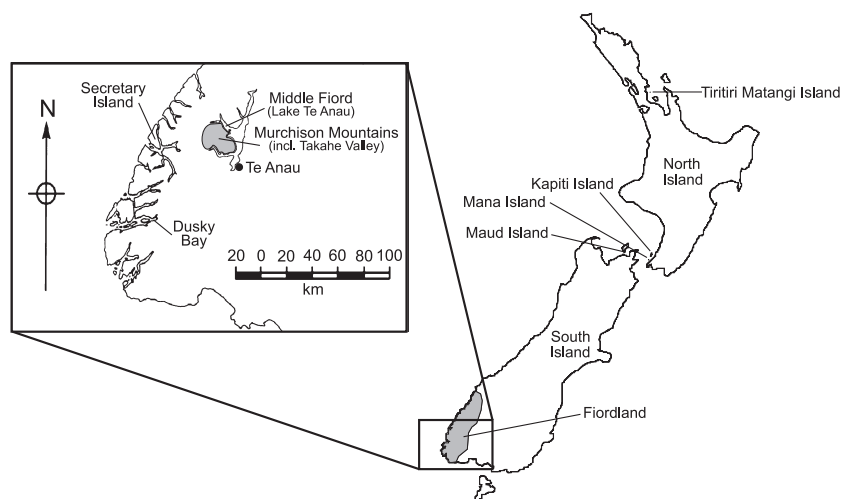 Secretary
Island
N
Middle Fiord
(Lake Te Anau)
Murchison Mountains
(incl. Takahe Valley)
Te Anau
Dusky
Bay
20 0 20 40 60 80 100
km
Tiritiri Matangi Island
North
Island
Kapiti Island
Mana Island
Maud Island
South
Island
Fiordland